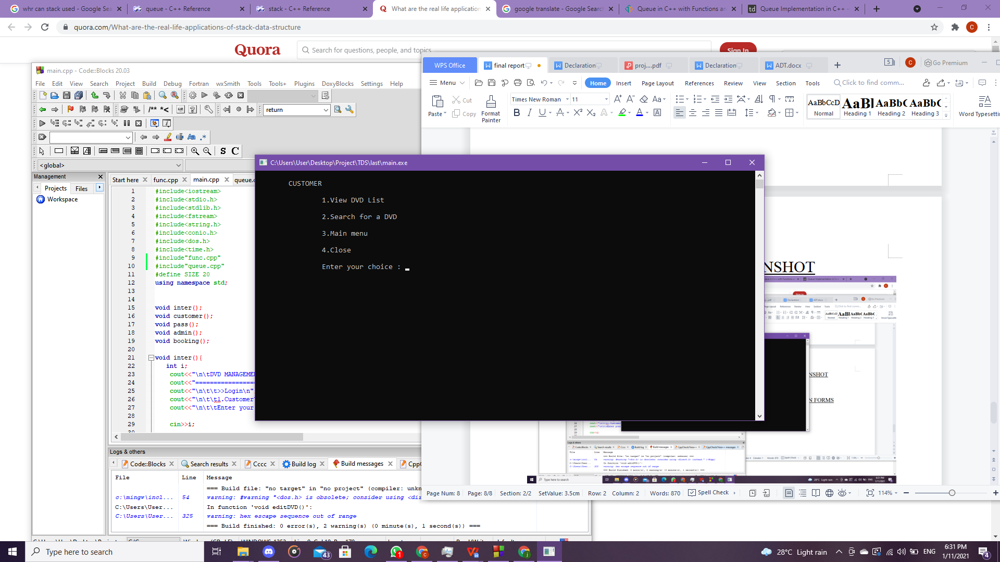 whr can stack used - Google Sea
queue - C++ Reference
stack - C++ Reference
What are the real life application
google translate - Google Search
Queue in C++ with Functions an
Queue Implementation in C++ -
quora.com/What-are-the-real-life-applications-of-stack-data-structure
C
Quora
Search for questions, people, and topics
Sign In
main.cpp - Code::Blocks 20.03
File Edit View Search Project Build Debug Fortran wxSmith Tools Tools+ Plugins DoxyBlocks Settings Help
return
<global>
Management
Projects Files
Workspace
Start here func.cpp main.cpp queue.c
1 #include<iostream>
2 #include<stdio.h>
3 #include<stdlib.h>
4 #include<fstream>
5 #include<string.h>
6 #include<conio.h>
7 #include<dos.h>
8 #include<time.h>
9 #include"func.cpp"
10 #include"queue.cpp"
11 #define SIZE 20
12 using namespace std;
13
14
15 void inter();
16 void customer();
17 void pass();
18 void admin();
19 void booking();
20
21 void inter(){
22 int i;
23 cout<<"\n\tDVD MANAGEME
24 cout<<"=================
25 cout<<"\n\t\t>>Login\n"
26 cout<<"\n\t\t1.Customer
27 cout<<"\n\t\tEnter your
28
29 cin>>i;
30
WPS Office final report Declaration proj....pdf Declaration ADT.docx
5 C Go Premium
Menu Home Insert Page Layout References Review View Section Tools Click to find comm...
Paste Cut Copy Format Painter
Times New Roman 11
AaBbCcD AaBl AaBbC AaBbC
Normal Heading 1 Heading 2 Heading 3 Word Typesetti
C:\Users\User\Desktop\Project\TDS\last\main.exe
CUSTOMER
1.View DVD List
2.Search for a DVD
3.Main menu
4.Close
Enter your choice :
NSHOT
NSHOT
N FORMS
Logs & others
Code::Blocks Search results Cccc Build log Build messages CppC
File Line Message
=== Build file: "no target" in "no project" (compiler: unkn
c:\mingw\incl... 54 warning: #warning "<dos.h> is obsolete; consider using <dir
C:\Users\User... In function 'void editDVD()':
C:\Users\User... 325 warning: hex escape sequence out of range
=== Build finished: 0 error(s), 2 warning(s) (0 minute(s), 1 second(s)) ===
Page Num: 8 Page: 8/8 Section: 2/2 SetValue: 3.5cm Row: 2 Column: 2 Words: 870 Spell Check 114%
Type here to search
43
1
28°C Light rain
ENG
6:31 PM
1/11/2021
4